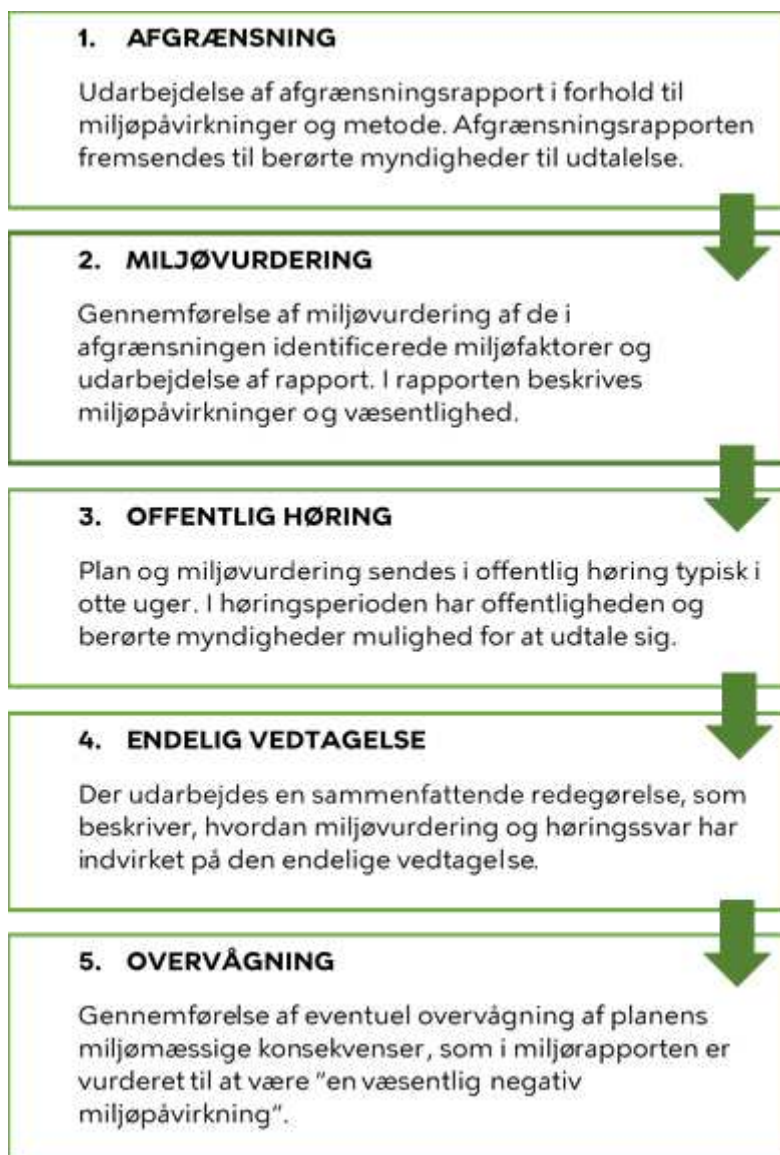 1. AFGRÆNSNING
Udarbejdelse af afgrænsningsrapport i forhold til
miljøpåvirkninger og metode. Afgrænsningsrapporten
fremsendes til berørte myndigheder til udtalelse.
2. MILJØVURDERING
Gennemførelse af miljøvurdering af de i
afgrænsningen identificerede miljøfaktorer og
udarbejdelse af rapport. I rapporten beskrives
miljøpåvirkninger og væsentlighed.
3. OFFENTLIG HØRING
Plan og miljøvurdering sendes i offentlig høring typisk i
otte uger. I høringsperioden har offentligheden og
berørte myndigheder mulighed for at udtale sig.
4. ENDELIG VEDTAGELSE
Der udarbejdes en sammenfattende redegørelse, som
beskriver, hvordan miljøvurdering og høringssvar har
indvirket på den endelige vedtagelse.
5. OVERVÅGNING
Gennemførelse af eventuel overvågning af planens
miljømæssige konsekvenser, som i miljørapporten er
vurderet til at være "en væsentlig negativ
miljøpåvirkning".